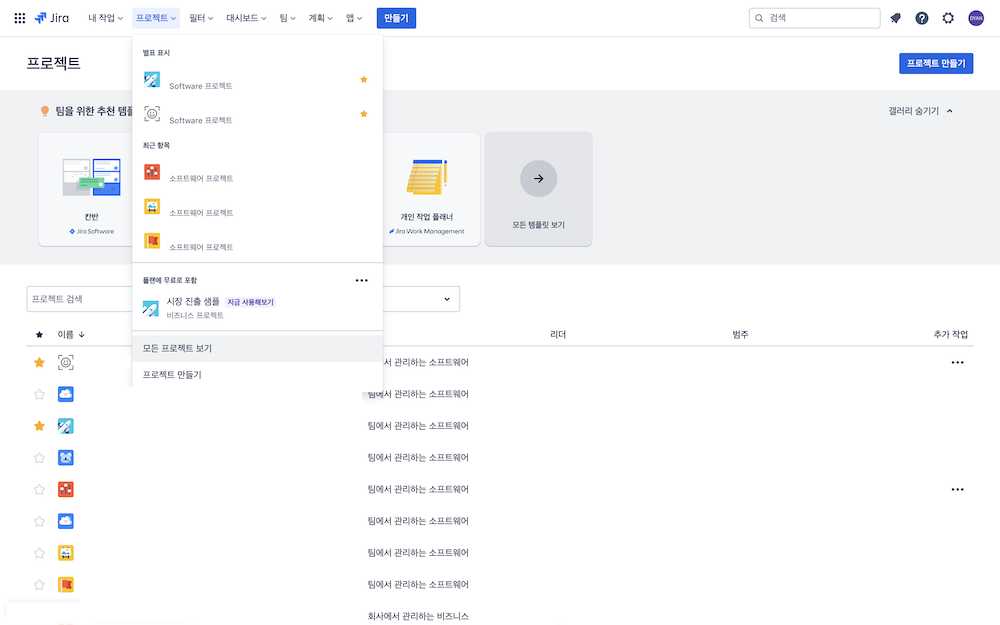 Jira 내 작업 프로젝트 필터 대시보드 팀 계획 앱 만들기 검색 DYAN
프로젝트
프로젝트 만들기
별표 표시
Software 프로젝트
Software 프로젝트
최근 항목
소프트웨어 프로젝트
소프트웨어 프로젝트
소프트웨어 프로젝트
플랜에 무료로 포함
시장 진출 샘플 지금 사용해보기
비즈니스 프로젝트
모든 프로젝트 보기
프로젝트 만들기
팀을 위한 추천 템플
갤러리 숨기기
칸반
Jira Software
개인 작업 플래너
Jira Work Management
모든 템플릿 보기
프로젝트 검색
이름 리더 범주 추가 작업
에서 관리하는 소프트웨어
팀에서 관리하는 소프트웨어
팀에서 관리하는 소프트웨어
팀에서 관리하는 소프트웨어
팀에서 관리하는 소프트웨어
팀에서 관리하는 소프트웨어
팀에서 관리하는 소프트웨어
팀에서 관리하는 소프트웨어
회사에서 관리하는 비즈니스